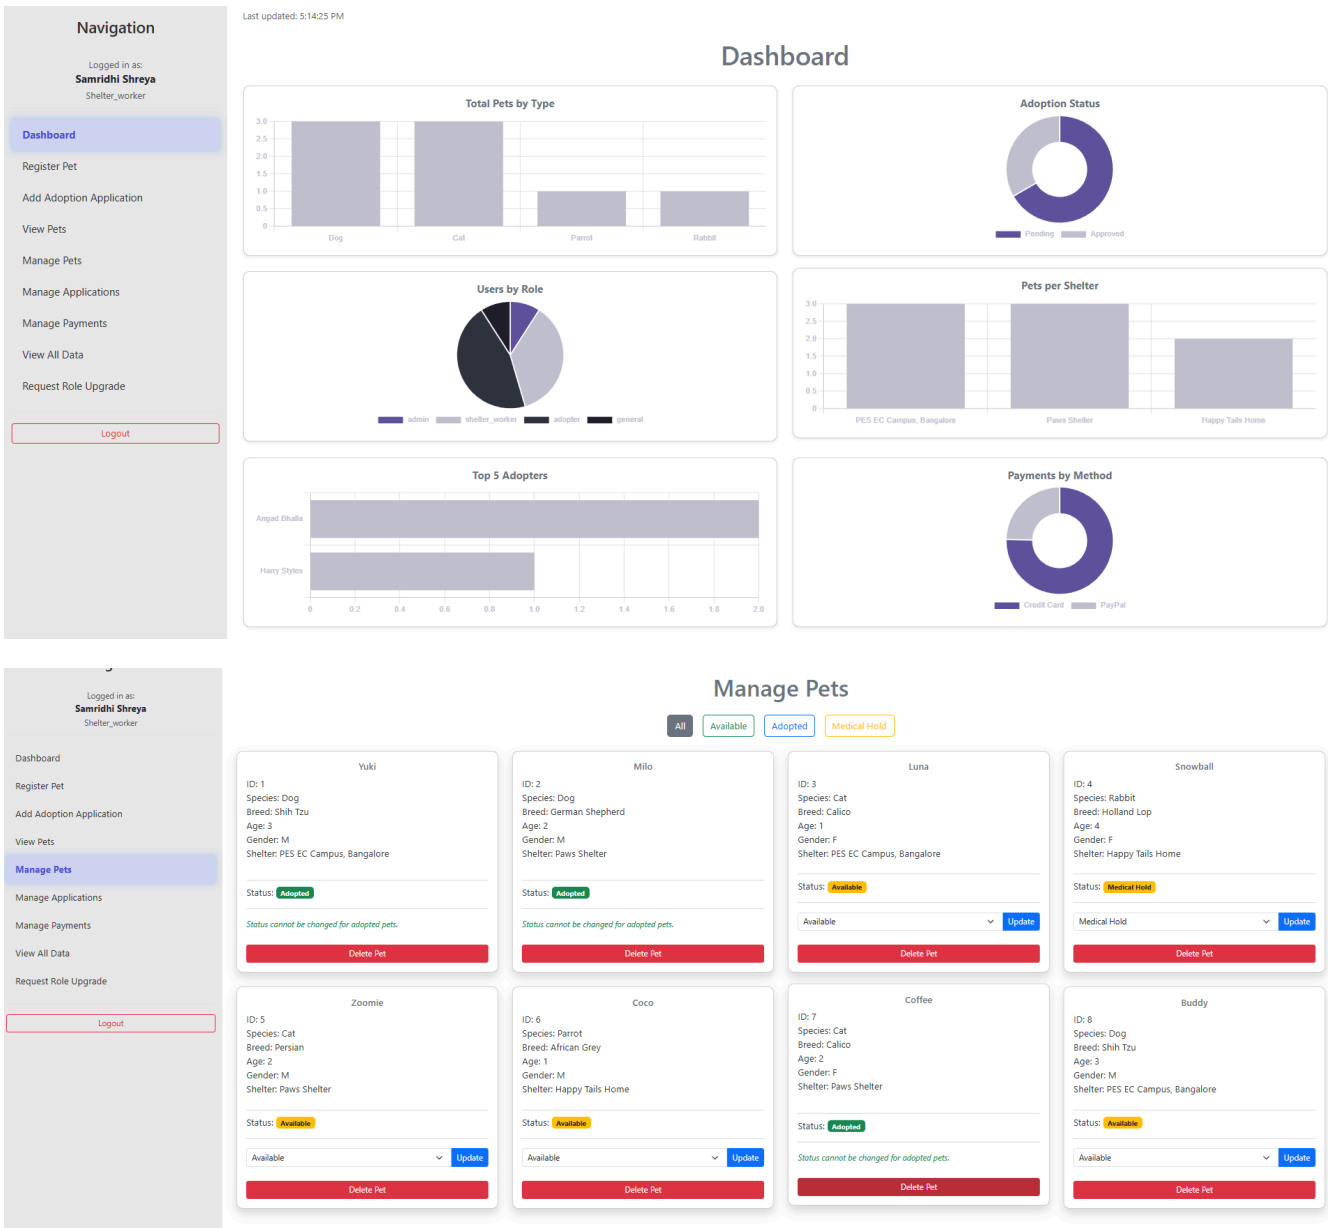 Navigation
Logged in as:
Samridhi Shreya
Shelter_worker
Dashboard
Register Pet
Add Adoption Application
View Pets
Manage Pets
Manage Applications
Manage Payments
View All Data
Request Role Upgrade
Logout
Last updated: 5:14:25 PM
Dashboard
Total Pets by Type
3.0
2.5
2.0
1.5
1.0
0.5
0
Dog Cat Parrot Rabbit
Adoption Status
Pending Approved
Users by Role
admin shelter_worker adopter general
Pets per Shelter
3.0
2.5
2.0
1.5
1.0
0.5
0
PES EC Campus, Bangalore Paws Shelter Happy Tails Home
Top 5 Adopters
Angad Bhalla
Harry Styles
0 0.2 0.4 0.6 0.8 1.0 1.2 1.4 1.6 1.8 2.0
Payments by Method
Credit Card PayPal
Logged in as:
Samridhi Shreya
Shelter_worker
Dashboard
Register Pet
Add Adoption Application
View Pets
Manage Pets
Manage Applications
Manage Payments
View All Data
Request Role Upgrade
Logout
Manage Pets
All Available Adopted Medical Hold
Yuki
ID: 1
Species: Dog
Breed: Shih Tzu
Age: 3
Gender: M
Shelter: PES EC Campus, Bangalore
Status: Adopted
Status cannot be changed for adopted pets.
Delete Pet
Milo
ID: 2
Species: Dog
Breed: German Shepherd
Age: 2
Gender: M
Shelter: Paws Shelter
Status: Adopted
Status cannot be changed for adopted pets.
Delete Pet
Luna
ID: 3
Species: Cat
Breed: Calico
Age: 1
Gender: F
Shelter: PES EC Campus, Bangalore
Status: Available
Available Update
Delete Pet
Snowball
ID: 4
Species: Rabbit
Breed: Holland Lop
Age: 4
Gender: F
Shelter: Happy Tails Home
Status: Medical Hold
Medical Hold Update
Delete Pet
Zoomie
ID: 5
Species: Cat
Breed: Persian
Age: 2
Gender: M
Shelter: Paws Shelter
Status: Available
Available Update
Delete Pet
Coco
ID: 6
Species: Parrot
Breed: African Grey
Age: 1
Gender: M
Shelter: Happy Tails Home
Status: Available
Available Update
Delete Pet
Coffee
ID: 7
Species: Cat
Breed: Calico
Age: 2
Gender: F
Shelter: Paws Shelter
Status: Adopted
Status cannot be changed for adopted pets.
Delete Pet
Buddy
ID: 8
Species: Dog
Breed: Shih Tzu
Age: 3
Gender: M
Shelter: PES EC Campus, Bangalore
Status: Available
Available Update
Delete Pet